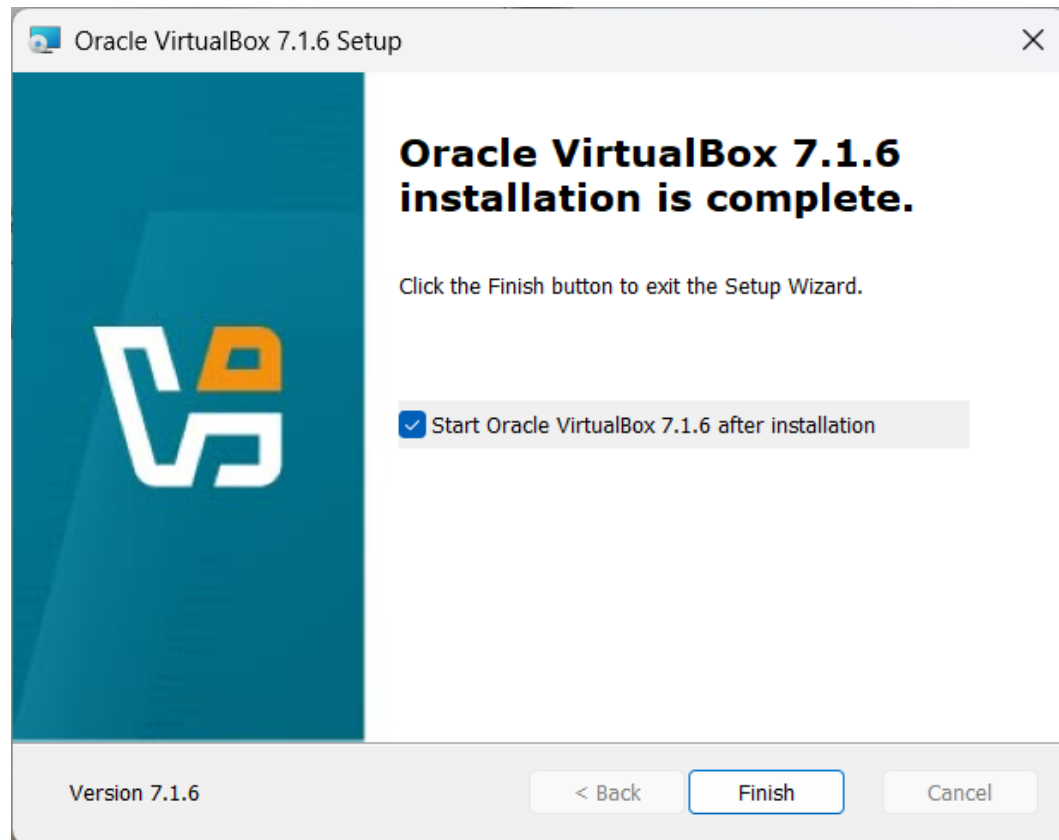 Oracle VirtualBox 7.1.6 Setup
Oracle VirtualBox 7.1.6
installation is complete.
Click the Finish button to exit the Setup Wizard.
Start Oracle VirtualBox 7.1.6 after installation
Version 7.1.6
< Back
Finish
Cancel